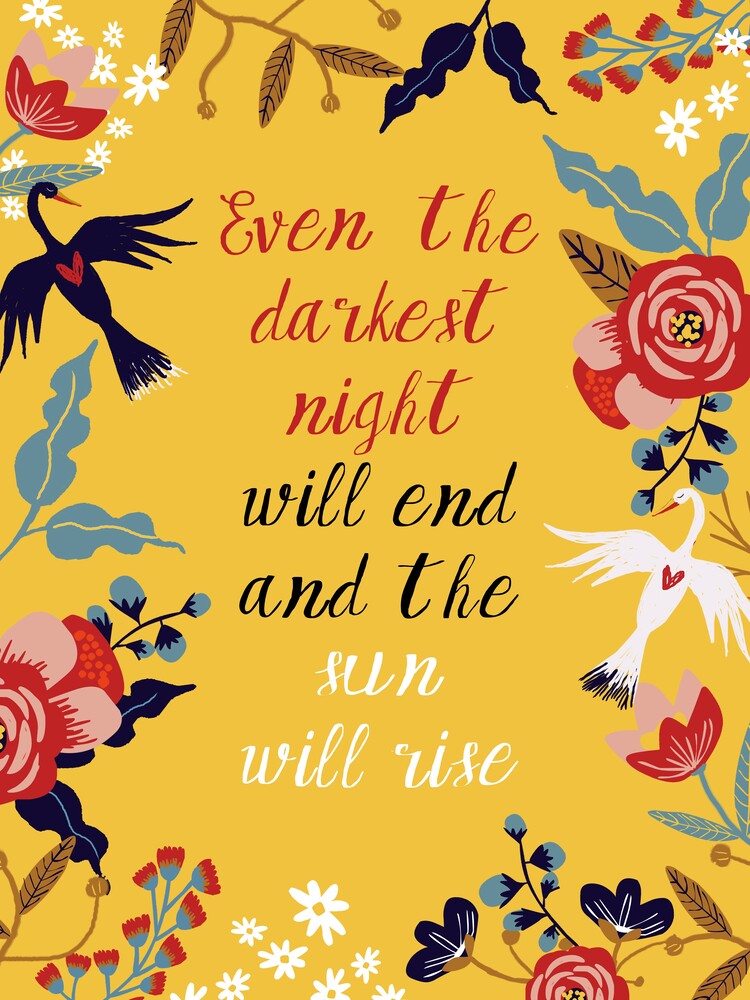 Even the
darkest
night
will end
and the
sun
will rise